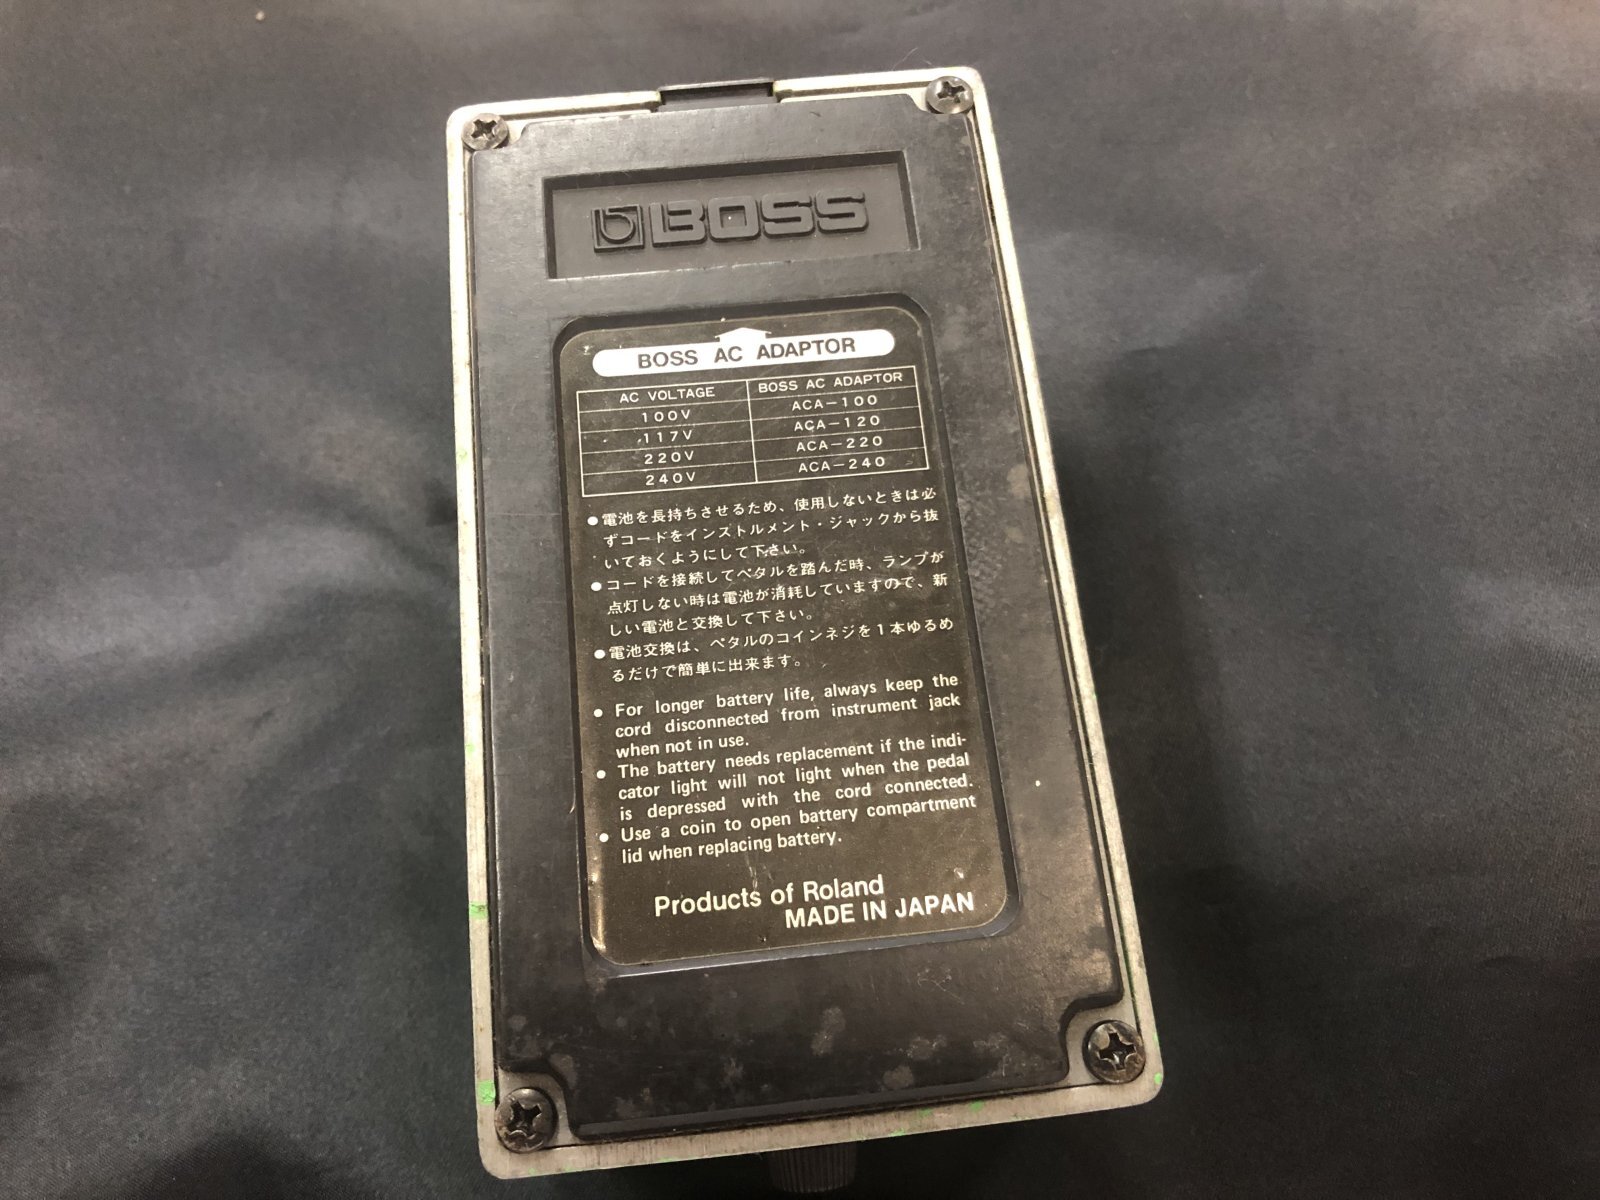 BOSS
BOSS AC ADAPTOR
AC VOLTAGE BOSS AC ADAPTOR
100V ACA-100
117V ACA-120
220V ACA-220
240V ACA-240
●電池を長持ちさせるため、使用しないときは必
ずコードをインストルメント・ジャックから抜
いておくようにして下さい。
●コードを接続してペタルを踏んだ時、ランプが
点灯しない時は電池が消耗していますので、新
しい電池と交換して下さい。
●電池交換は、ペタルのコインネジを1本ゆるめ
るだけで簡単に出来ます。
● For longer battery life, always keep the
cord disconnected from instrument jack
when not in use.
● The battery needs replacement if the indi-
cator light will not light when the pedal
is depressed with the cord connected.
● Use a coin to open battery compartment
lid when replacing battery.
Products of Roland
MADE IN JAPAN